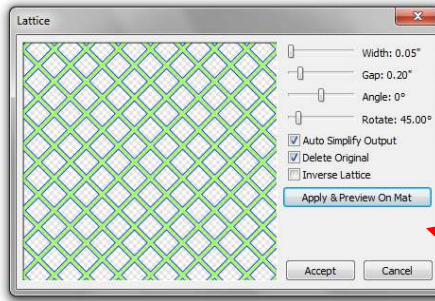 Lattice
Width: 0.05"
Gap: 0.20"
Angle: 0°
Rotate: 45.00°
Auto Simplify Output
Delete Original
Inverse Lattice
Apply & Preview On Mat
Accept
Cancel